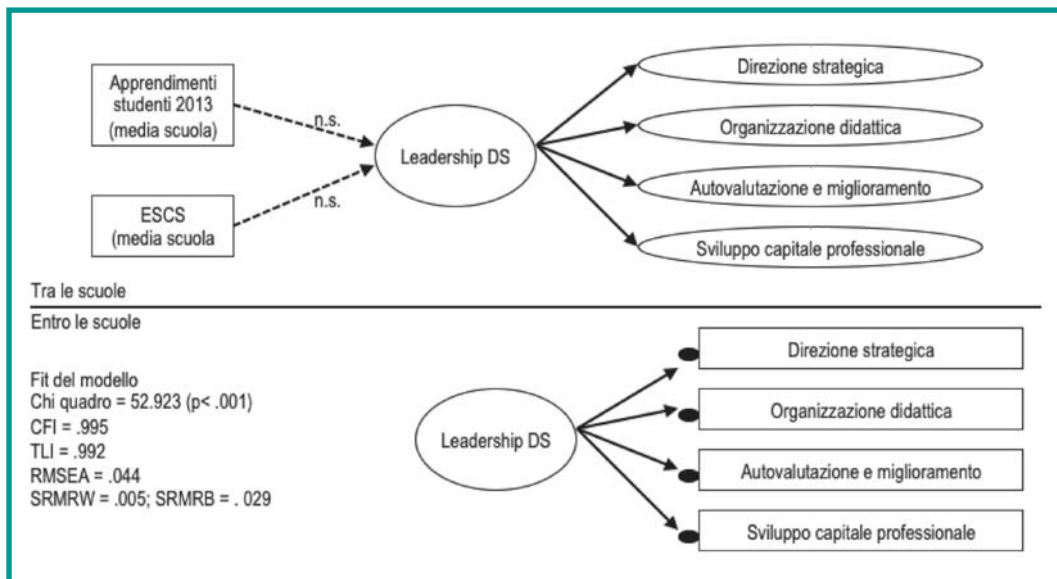 Apprendimenti
studenti 2013
(media scuola)
n.s.
ESCS
(media scuola
n.s.
Leadership DS
Direzione strategica
Organizzazione didattica
Autovalutazione e miglioramento
Sviluppo capitale professionale
Tra le scuole
Entro le scuole
Fit del modello
Chi quadro = 52.923 (p< .001)
CFI = .995
TLI = .992
RMSEA = .044
SRMRW = .005; SRMRB = . 029
Leadership DS
Direzione strategica
Organizzazione didattica
Autovalutazione e miglioramento
Sviluppo capitale professionale